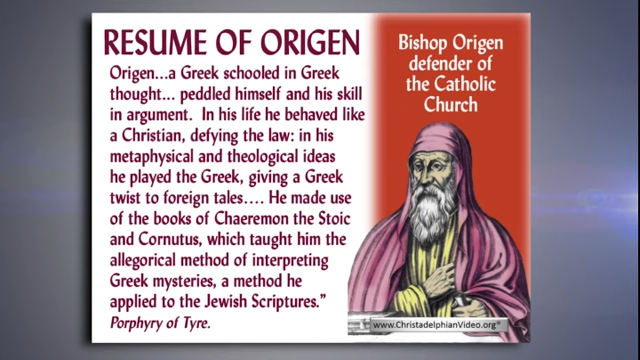 RESUME OF ORIGEN
Origen...a Greek schooled in Greek
thought... peddled himself and his skill
in argument. In his life he behaved like
a Christian, defying the law: in his
metaphysical and theological ideas
he played the Greek, giving a Greek
twist to foreign tales.... He made use
of the books of Chaeremon the Stoic
and Cornutus, which taught him the
allegorical method of interpreting
Greek mysteries, a method he
applied to the Jewish Scriptures.”
Porphyry of Tyre.
Bishop Origen
defender of
the Catholic
Church
www.ChristadelphianVideo.org®